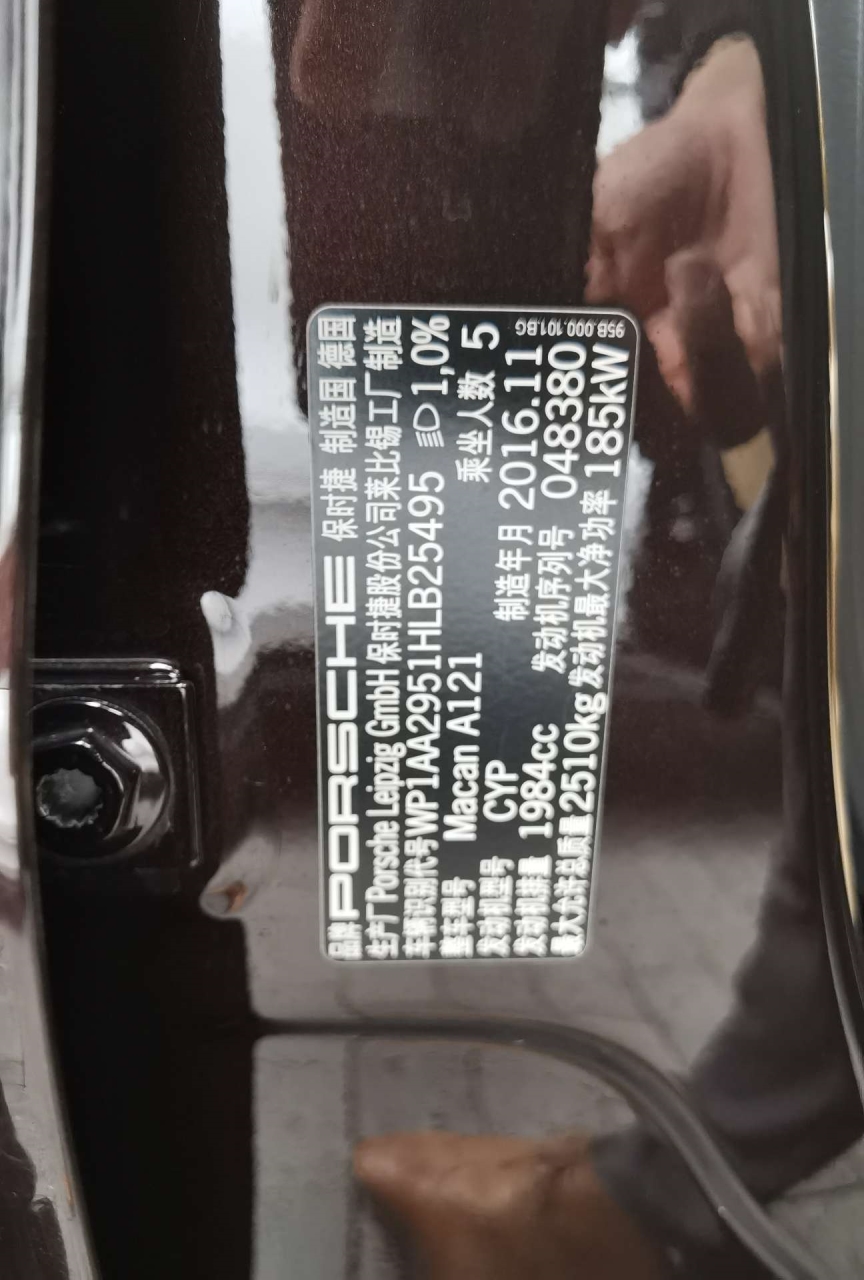 品牌 PORSCHE 保时捷 制造国 德国
生产厂 Porsche Leipzig GmbH 保时捷股份公司莱比锡工厂制造
车辆识别代号 WP1AA2951HLB25495 1,0%
整车型号 Macan A121 乘坐人数 5
发动机型号 CYP 制造年月 2016.11
发动机排量 1984cc 发动机序列号 048380
最大允许总质量 2510kg 发动机最大净功率 185kW
95B.000.101.BG